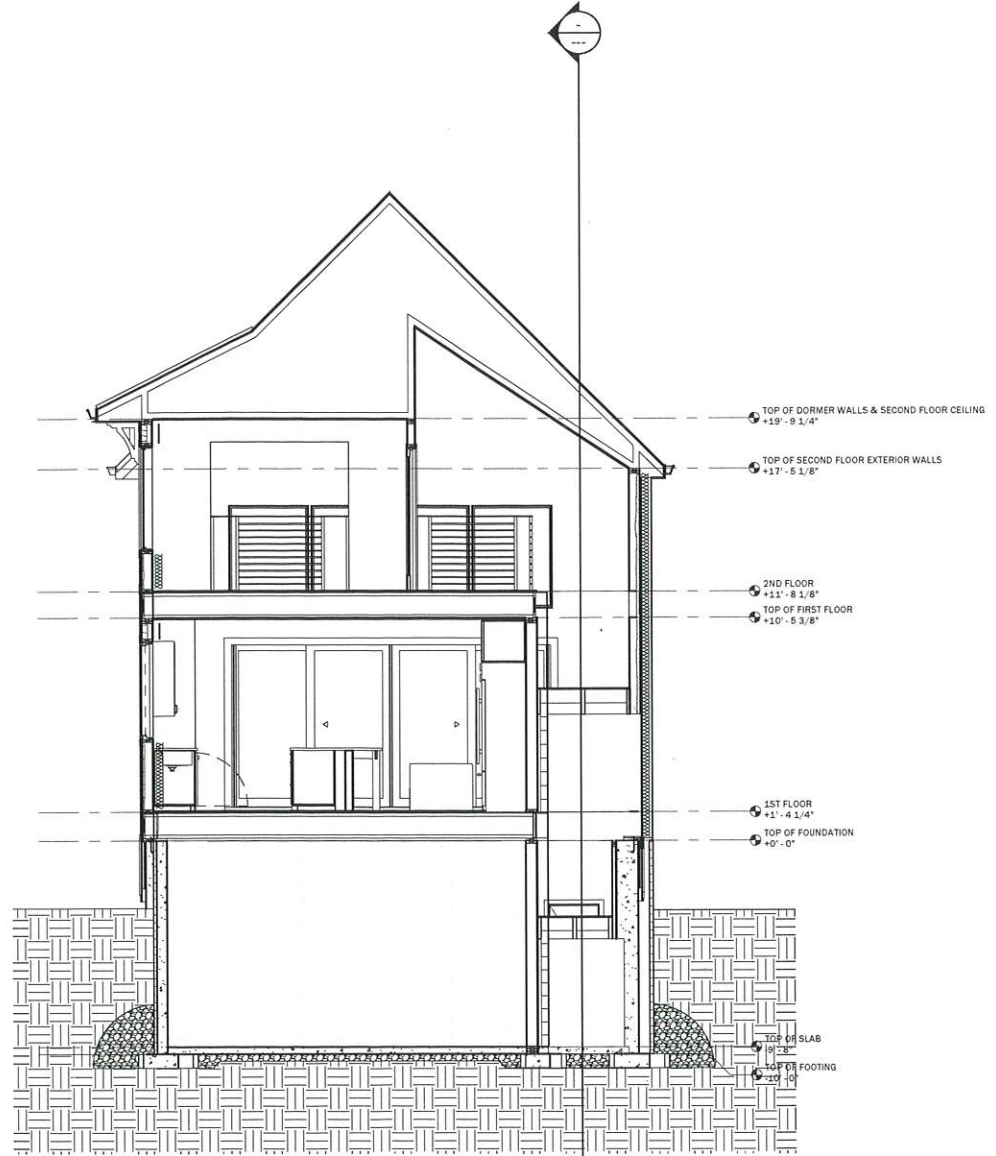 -
---
TOP OF DORMER WALLS & SECOND FLOOR CEILING
+19' - 9 1/4"
TOP OF SECOND FLOOR EXTERIOR WALLS
+17' - 5 1/8"
2ND FLOOR
+11' - 8 1/8"
TOP OF FIRST FLOOR
+10' - 5 3/8"
1ST FLOOR
+1' - 4 1/4"
TOP OF FOUNDATION
+0' - 0"
TOP OF SLAB
-9' - 8"
TOP OF FOOTING
-10' - 0"